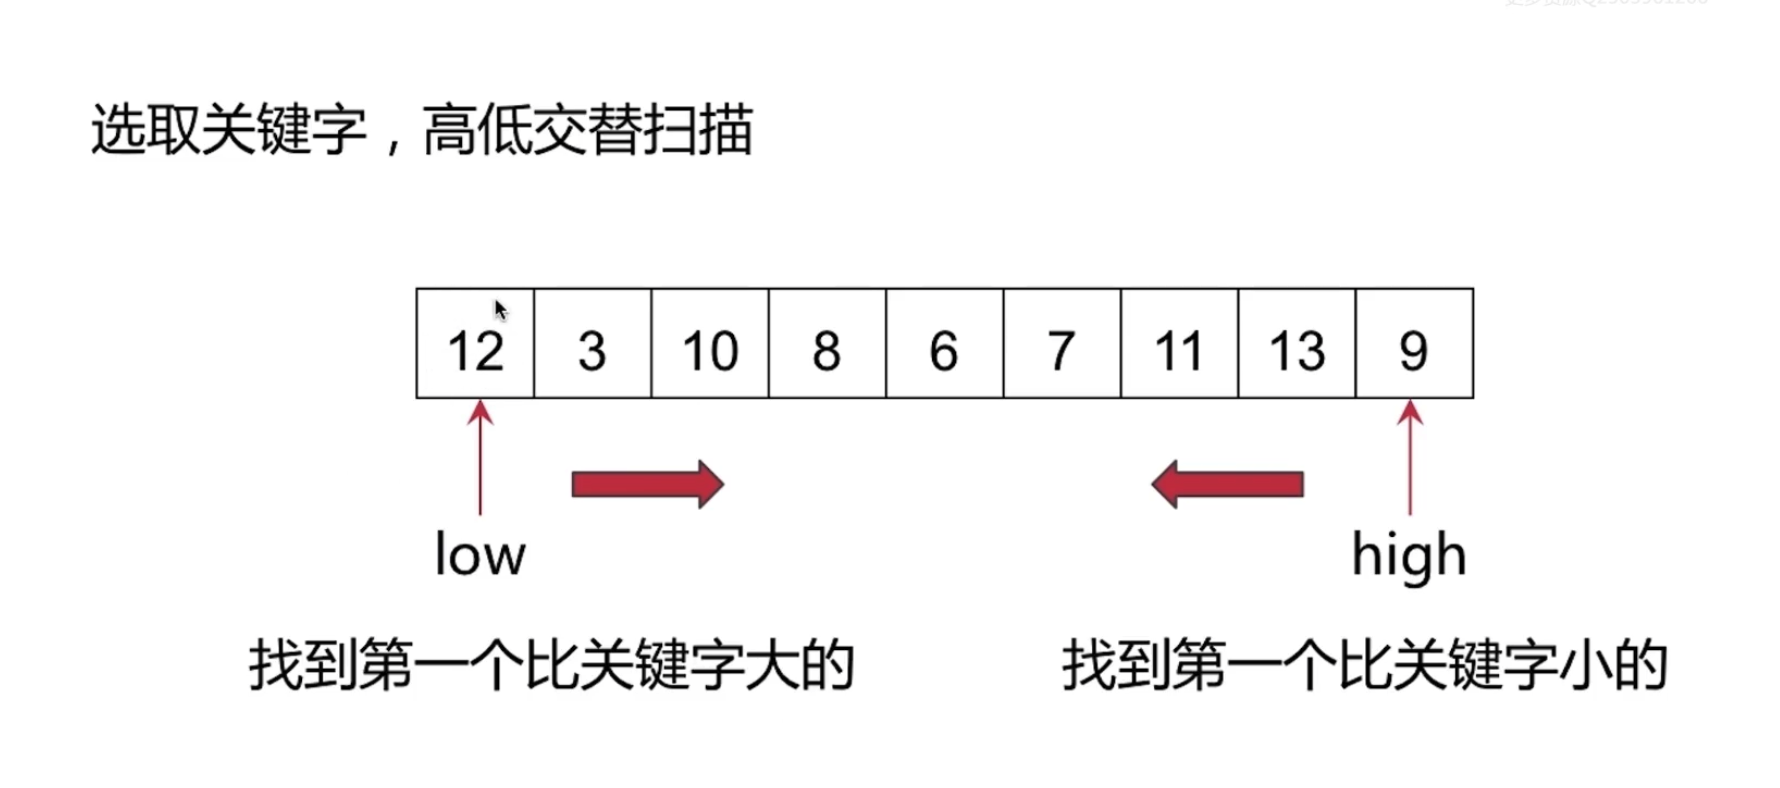 选取关键字，高低交替扫描
12 3 10 8 6 7 11 13 9
low high
找到第一个比关键字大的 找到第一个比关键字小的